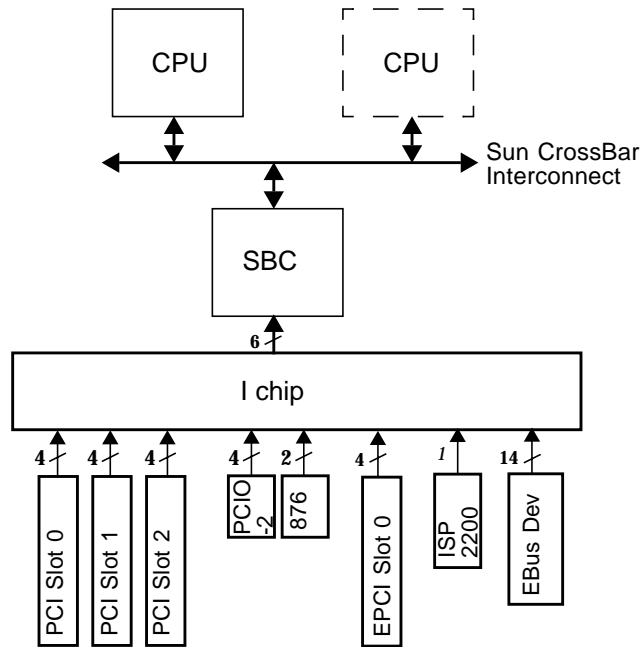 CPU
CPU
Sun CrossBar
Interconnect
SBC
6
I chip
4
4
4
4
2
4
1
14
PCI Slot 0
PCI Slot 1
PCI Slot 2
PCIO
-2
876
EPCI Slot 0
ISP
2200
EBus Dev